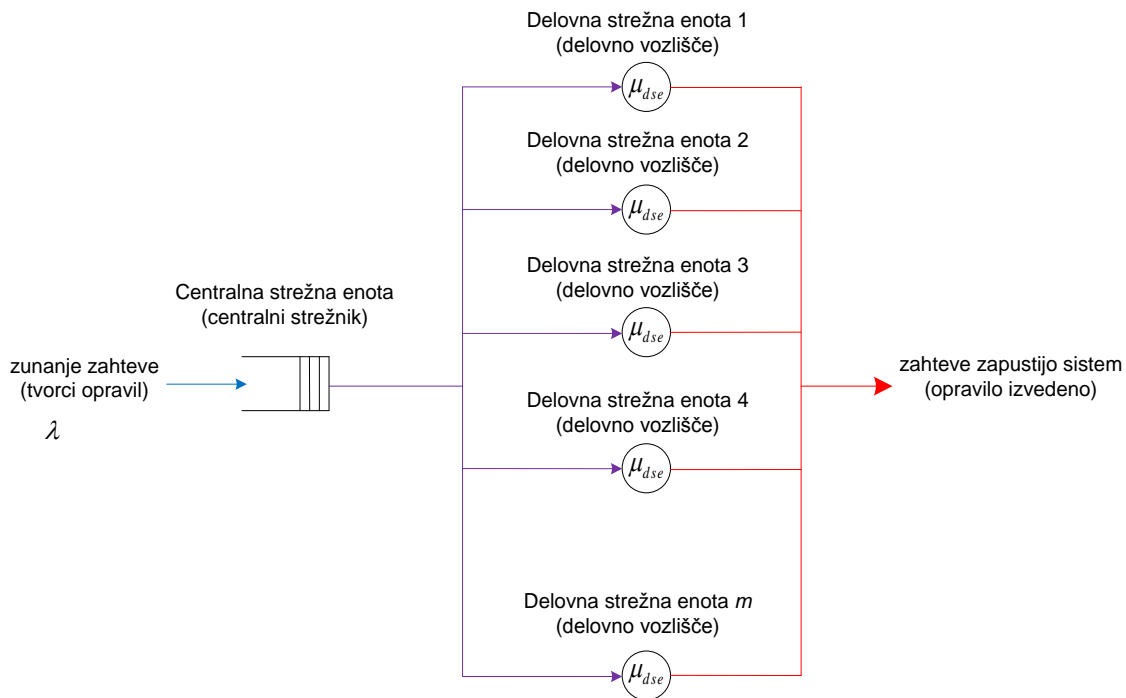 Delovna strežna enota 1
(delovno vozlišče)
μdse
Delovna strežna enota 2
(delovno vozlišče)
μdse
Delovna strežna enota 3
(delovno vozlišče)
μdse
Centralna strežna enota
(centralni strežnik)
zunanje zahteve
(tvorci opravil)
λ
zahteve zapustijo sistem
(opravilo izvedeno)
Delovna strežna enota 4
(delovno vozlišče)
μdse
Delovna strežna enota m
(delovno vozlišče)
μdse